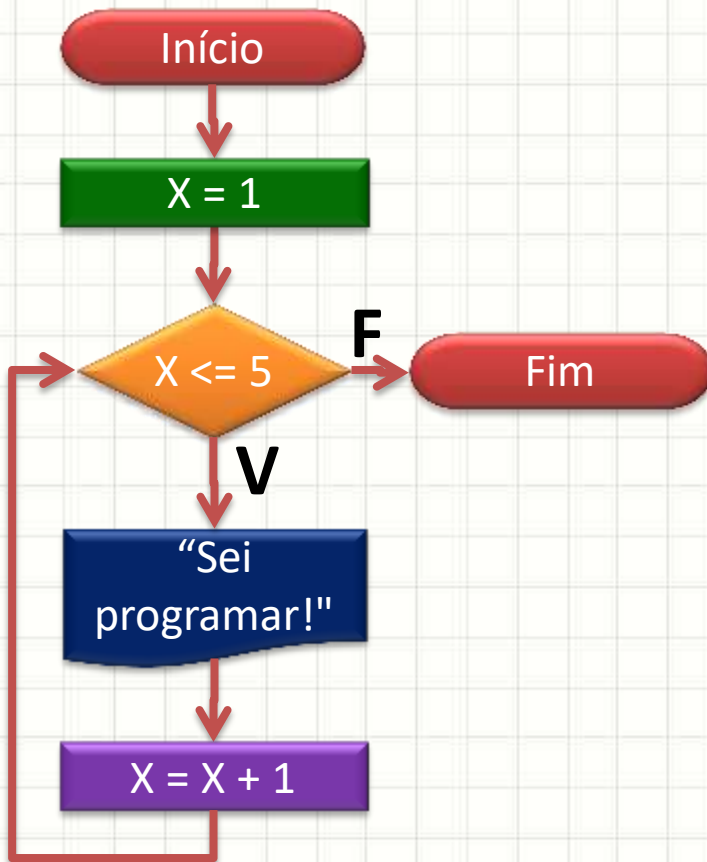 Início
X = 1
X <= 5
F
Fim
V
“Sei
programar!"
X = X + 1